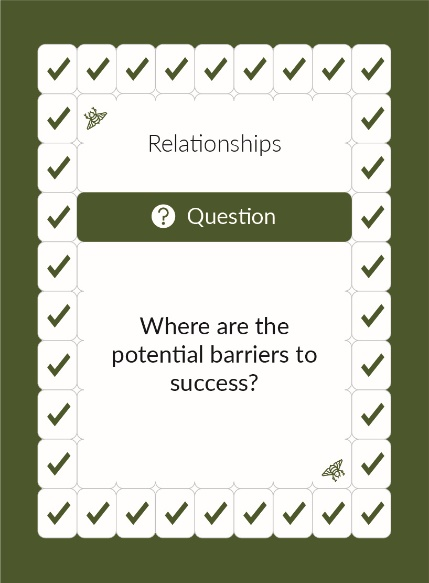 Relationships
? Question
Where are the
potential barriers to
success?